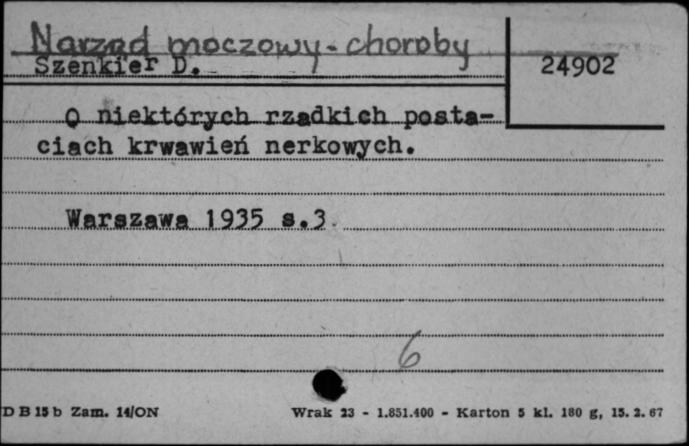 Narząd moczowy - choroby
Szenkier D.
24902
O niektórych rzadkich posta-
ciach krwawień nerkowych.
Warszawa 1935 s.3
6
D B 15 b Zam. 14/ON
Wrak 23 - 1.851.400 - Karton 5 kl. 180 g, 15. 2. 67